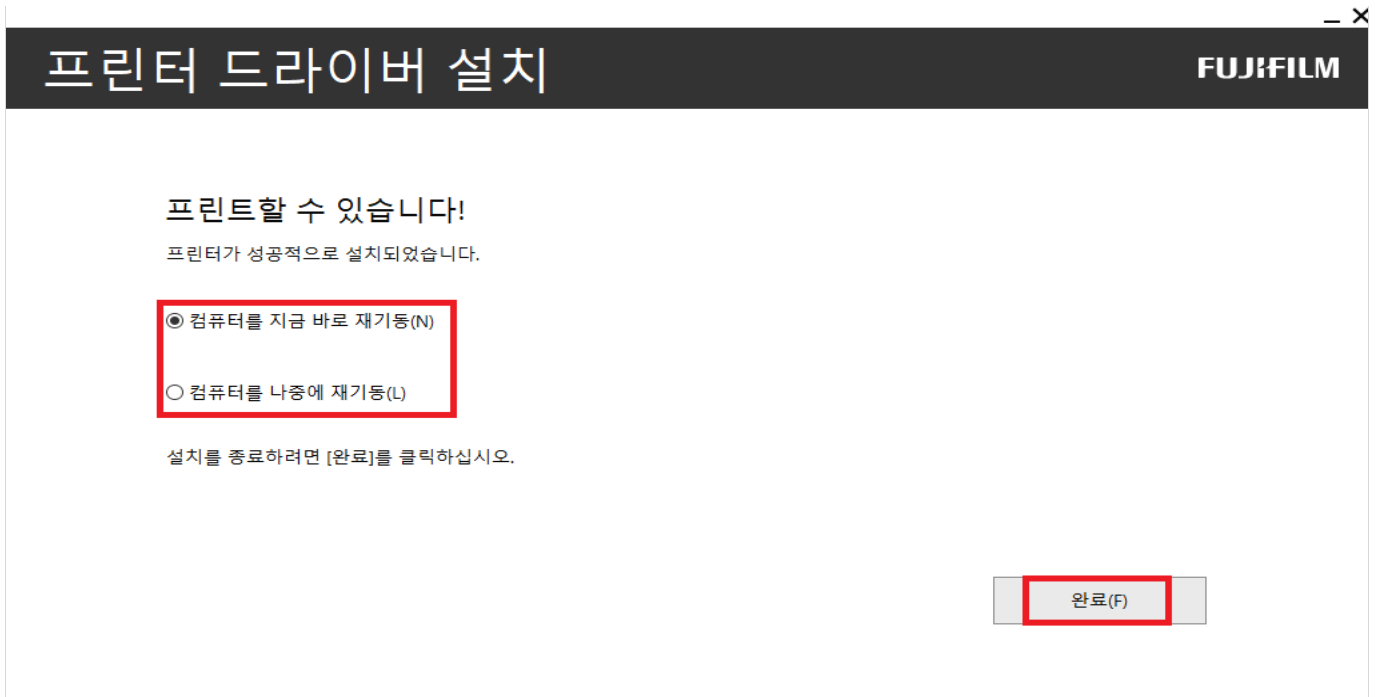 프린터 드라이버 설치
FUJIFILM
프린트할 수 있습니다!
프린터가 성공적으로 설치되었습니다.
컴퓨터를 지금 바로 재기동(N)
컴퓨터를 나중에 재기동(L)
설치를 종료하려면 [완료]를 클릭하십시오.
완료(F)